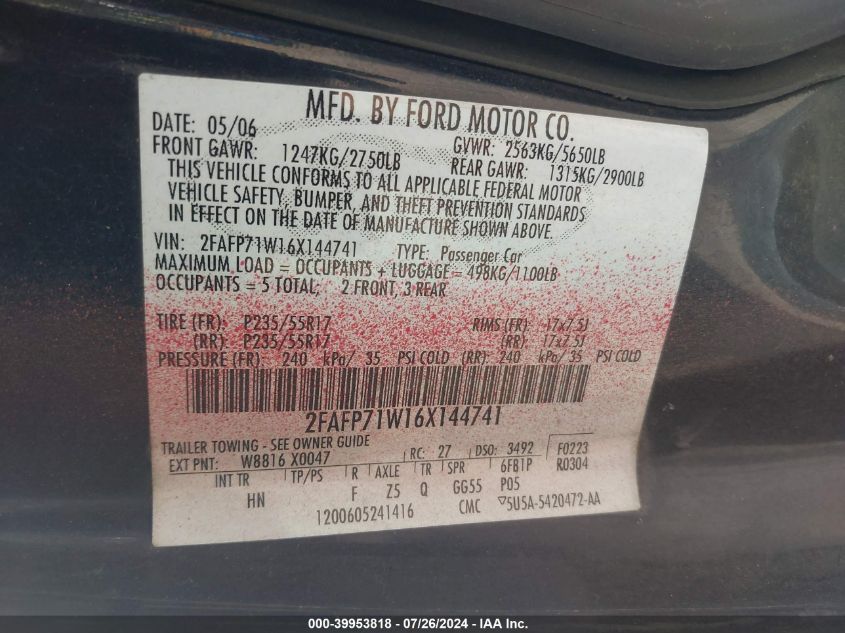 MFD. BY FORD MOTOR CO.
DATE: 05/06 GVWR: 2563KG/5650LB
FRONT GAWR: 1247KG/2750LB REAR GAWR: 1315KG/2900LB
THIS VEHICLE CONFORMS TO ALL APPLICABLE FEDERAL MOTOR
VEHICLE SAFETY, BUMPER, AND THEFT PREVENTION STANDARDS
IN EFFECT ON THE DATE OF MANUFACTURE SHOWN ABOVE.
VIN: 2FAFP71W16X144741 TYPE: Passenger Car
MAXIMUM LOAD = OCCUPANTS + LUGGAGE = 498KG/1100LB
OCCUPANTS = 5 TOTAL, 2 FRONT, 3 REAR
TIRE (FR): P235/55R17 RIMS (FR): 17x7.5J
(RR): P235/55R17 (RR): 17x7.5J
PRESSURE (FR): 240 kPa/ 35 PSI COLD (RR): 240 kPa/ 35 PSI COLD
2FAFP71W16X144741
TRAILER TOWING - SEE OWNER GUIDE
EXT PNT: W8816 X0047 RC: 27 DSO: 3492 F0223
INT TR TP/PS R AXLE TR SPR 6FB1P R0304
HN F Z5 Q GG55 P05
1200605241416 CMC ▽5U5A-5420472-AA
000-39953818 - 07/26/2024 - IAA Inc.